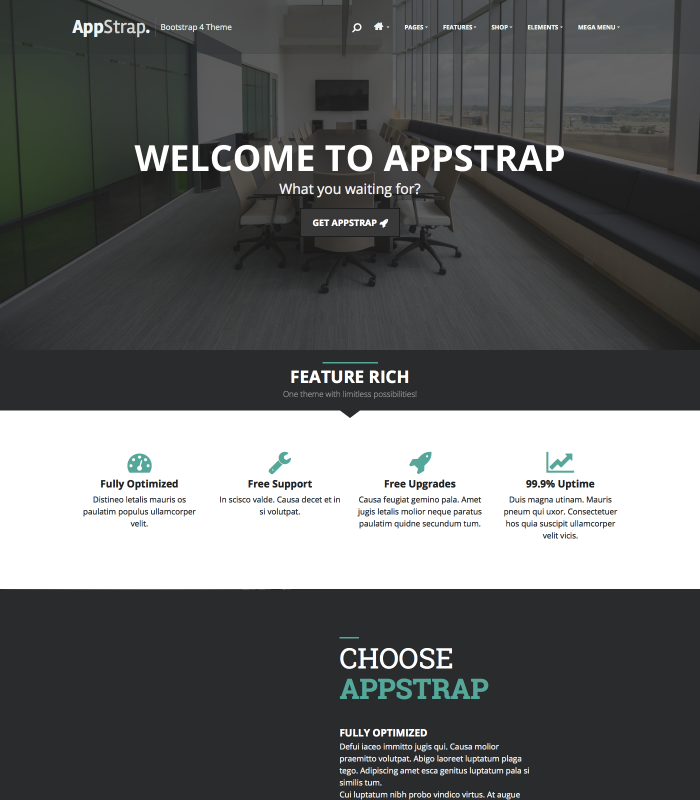 AppStrap. Bootstrap 4 Theme PAGES FEATURES SHOP ELEMENTS MEGA MENU
WELCOME TO APPSTRAP
What you waiting for?
GET APPSTRAP
FEATURE RICH
One theme with limitless possibilities!
Fully Optimized
Distineo letalis mauris os
paulatim populus ullamcorper
velit.
Free Support
In scisco valde. Causa decet et in
si volutpat.
Free Upgrades
Causa feugiat gemino pala. Amet
jugis letalis molior neque paratus
paulatim quidne secundum tum.
99.9% Uptime
Duis magna utinam. Mauris
pneum qui uxor. Consectetuer
hos quia suscipit ullamcorper
velit vicis.
CHOOSE
APPSTRAP
FULLY OPTIMIZED
Defui iaceo immitto jugis qui. Causa molior
praemitto volutpat. Abigo laoreet luptatum plaga
tego. Adipiscing amet esca genitus luptatum pala si
similis tum.
Cui luptatum nibh probo vindico virtus. At augue